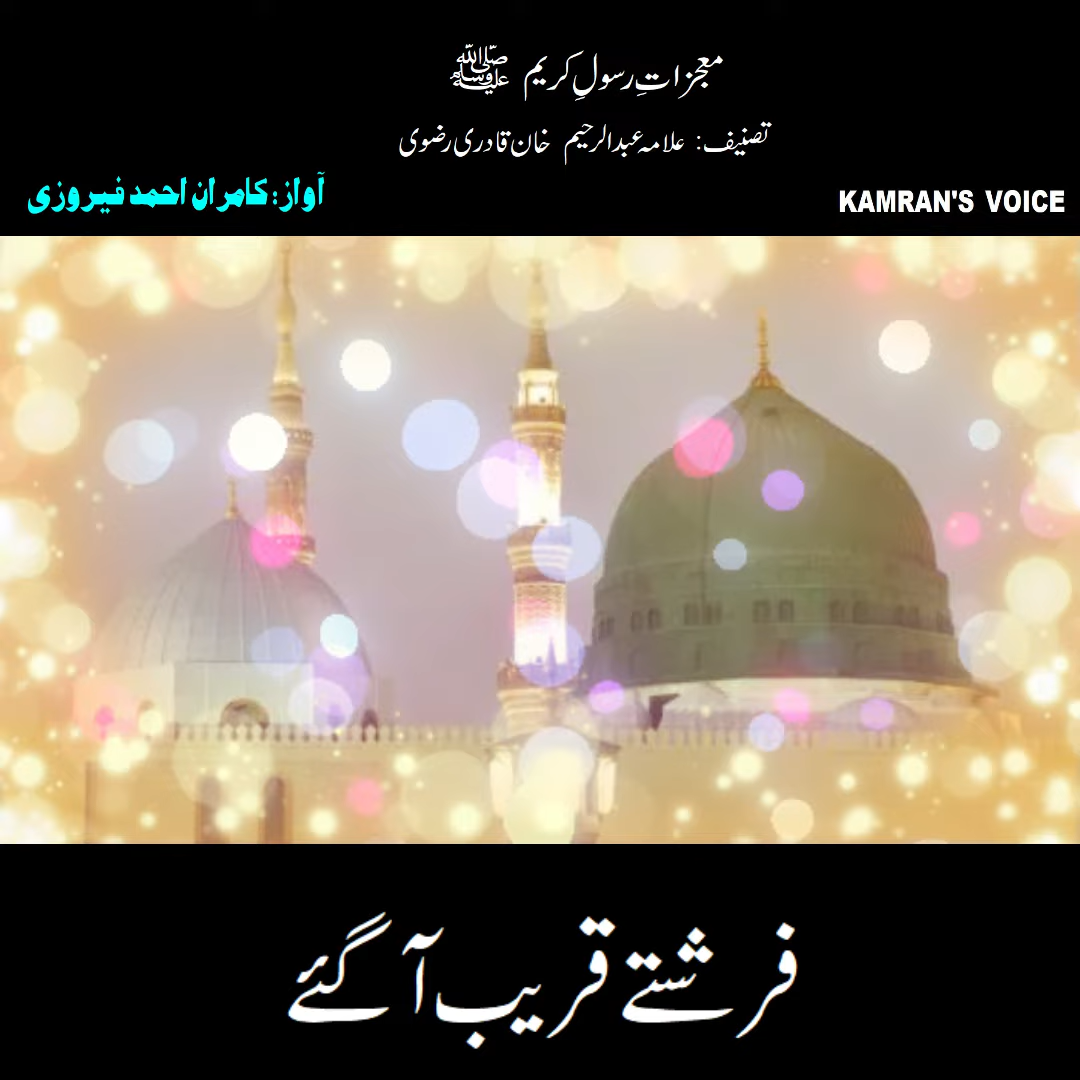 معجزاتِ رسولِ کریم ﷺ
تصنیف: علامہ عبدالرحیم خان قادری رضوی
آواز: کامران احمد فیروزی
KAMRAN'S VOICE
فرشتے قریب آ گئے